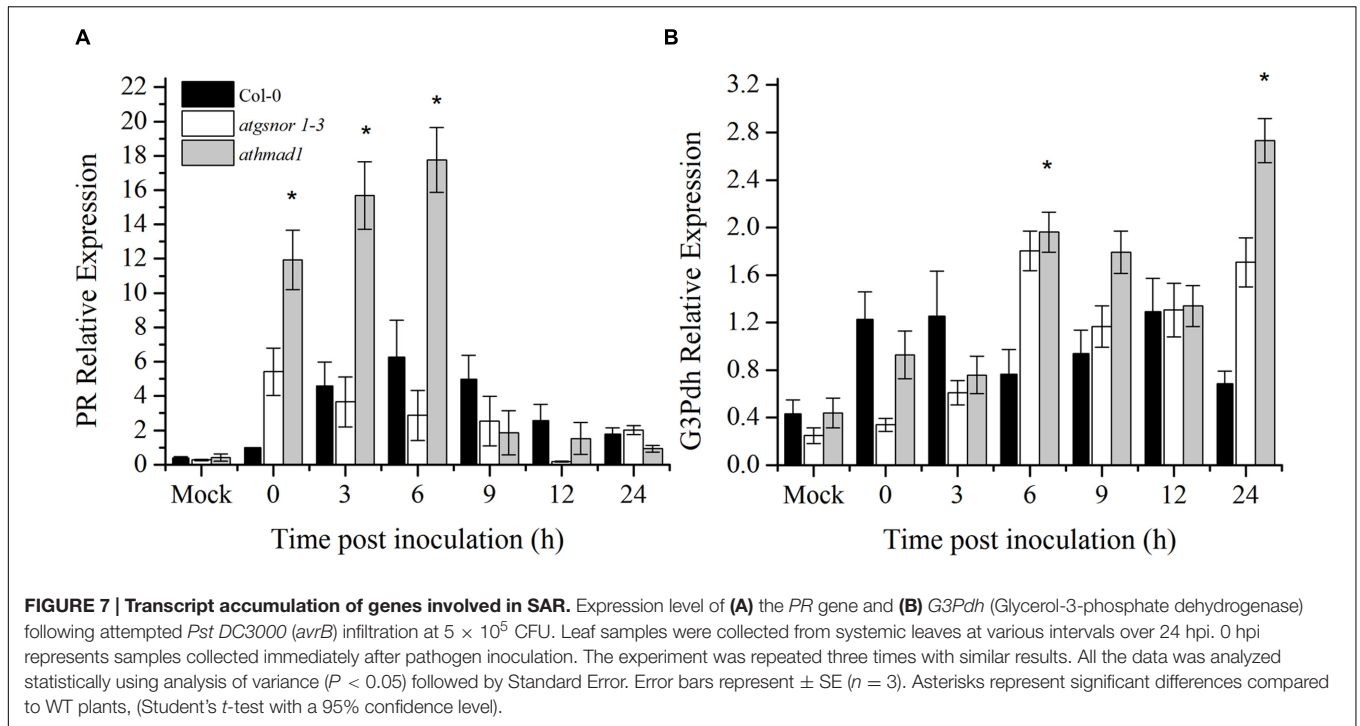 A
22
20
18
16
14
12
10
8
6
4
2
0
PR Relative Expression
Col-0
atgsnor 1-3
athmad1
*
*
*
Mock 0 3 6 9 12 24
Time post inoculation (h)
B
3.2
2.8
2.4
2.0
1.6
1.2
0.8
0.4
0.0
G3Pdh Relative Expression
*
*
Mock 0 3 6 9 12 24
Time post inoculation (h)
FIGURE 7 | Transcript accumulation of genes involved in SAR. Expression level of (A) the PR gene and (B) G3Pdh (Glycerol-3-phosphate dehydrogenase)
following attempted Pst DC3000 (avrB) infiltration at 5 × 10⁵ CFU. Leaf samples were collected from systemic leaves at various intervals over 24 hpi. 0 hpi
represents samples collected immediately after pathogen inoculation. The experiment was repeated three times with similar results. All the data was analyzed
statistically using analysis of variance (P < 0.05) followed by Standard Error. Error bars represent ± SE (n = 3). Asterisks represent significant differences compared
to WT plants, (Student's t-test with a 95% confidence level).